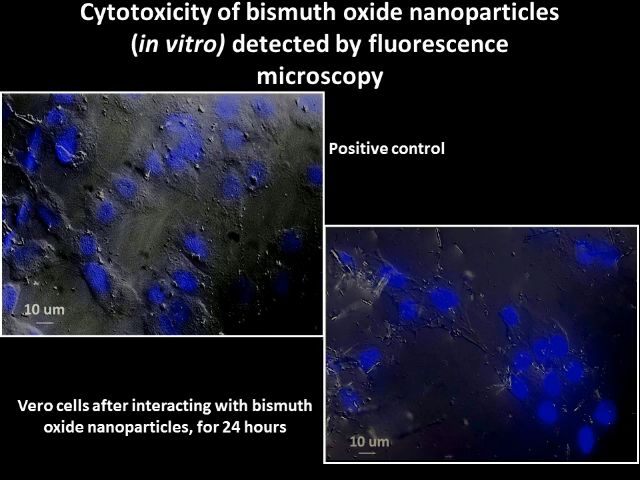 Cytotoxicity of bismuth oxide nanoparticles
(in vitro) detected by fluorescence
microscopy
Positive control
10 um
Vero cells after interacting with bismuth
oxide nanoparticles, for 24 hours
10 um